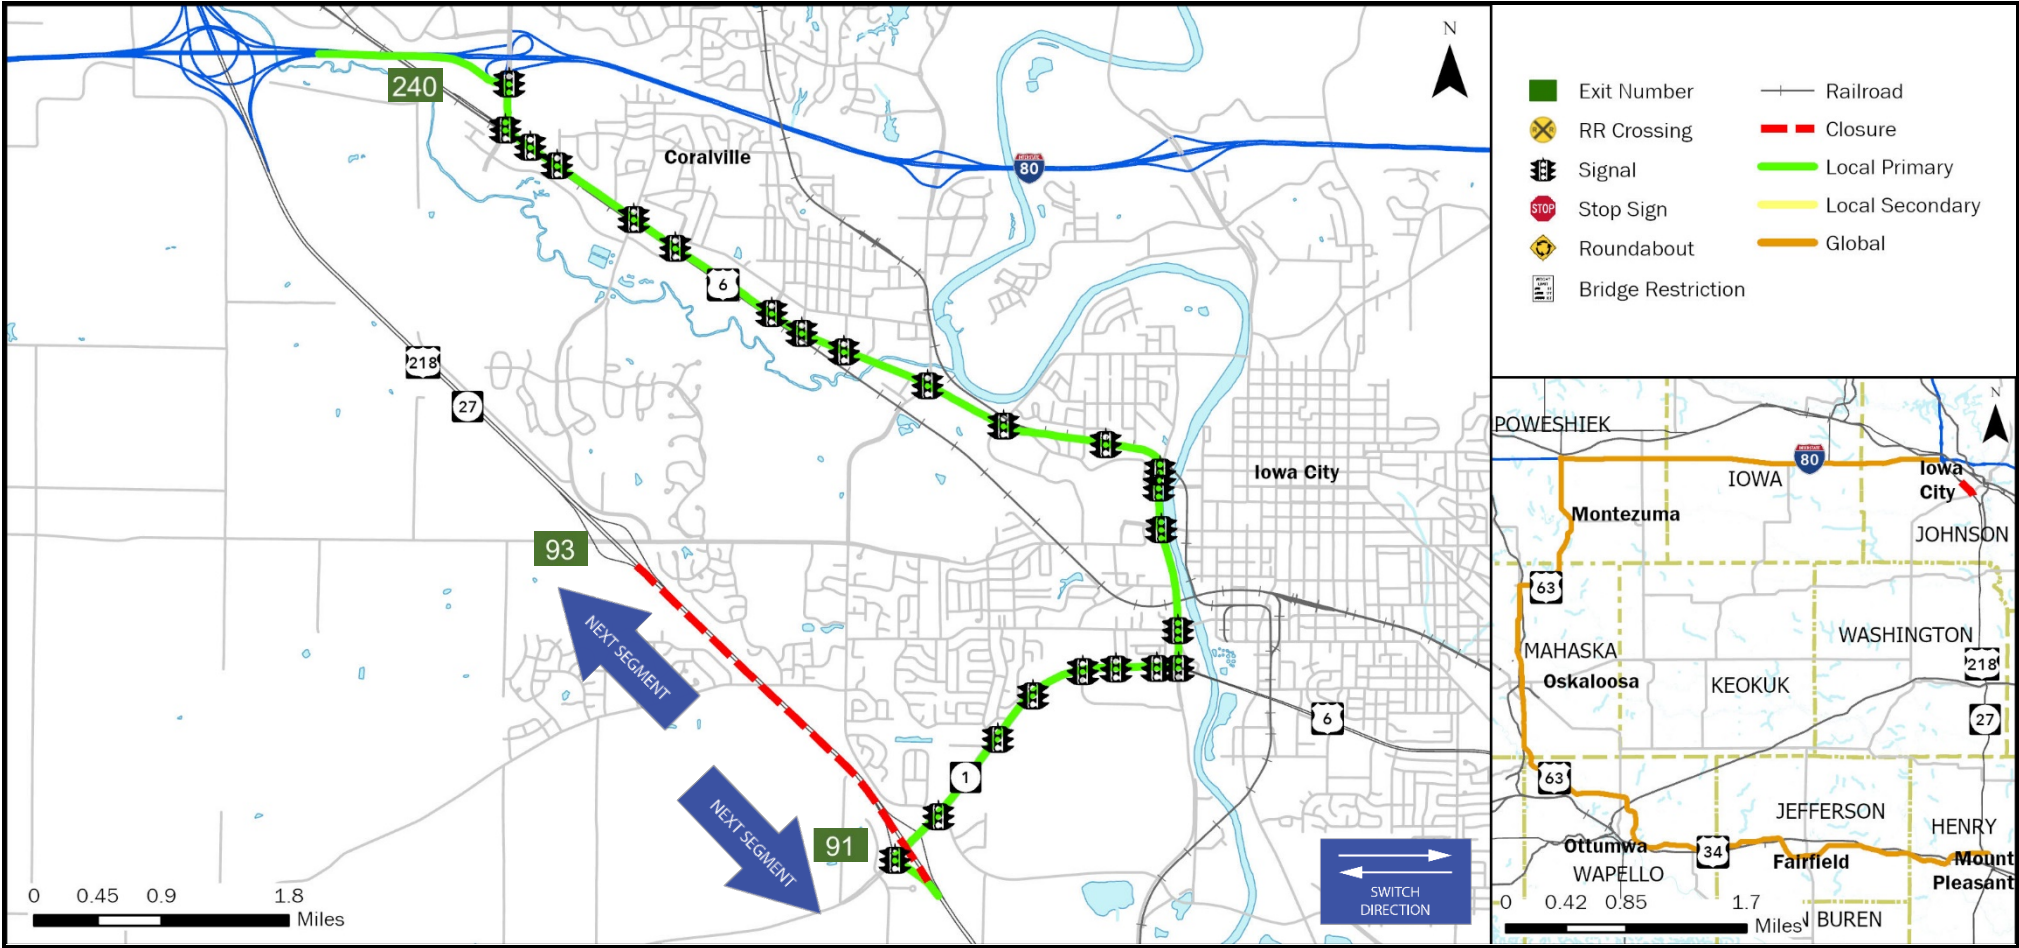 N
240
Coralville
80
6
218
27
Iowa City
93
NEXT SEGMENT
6
1
NEXT SEGMENT
91
SWITCH
DIRECTION
0 0.45 0.9 1.8
Miles
Exit Number
RR Crossing
Signal
STOP Stop Sign
Roundabout
Bridge Restriction
Railroad
Closure
Local Primary
Local Secondary
Global
N
POWESHIEK
80
Iowa
City
IOWA
Montezuma
JOHNSON
63
WASHINGTON
MAHASKA
218
Oskaloosa
KEOKUK
27
63
JEFFERSON
HENRY
Ottumwa
34
Fairfield
Mount
Pleasant
WAPELLO
0 0.42 0.85 1.7
Miles
BUREN